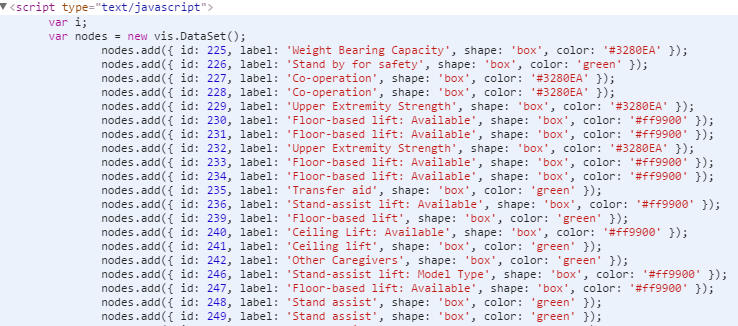 <script type="text/javascript">
var i;
var nodes = new vis.DataSet();
nodes.add({ id: 225, label: 'Weight Bearing Capacity', shape: 'box', color: '#3280EA' });
nodes.add({ id: 226, label: 'Stand by for safety', shape: 'box', color: 'green' });
nodes.add({ id: 227, label: 'Co-operation', shape: 'box', color: '#3280EA' });
nodes.add({ id: 228, label: 'Co-operation', shape: 'box', color: '#3280EA' });
nodes.add({ id: 229, label: 'Upper Extremity Strength', shape: 'box', color: '#3280EA' });
nodes.add({ id: 230, label: 'Floor-based lift: Available', shape: 'box', color: '#ff9900' });
nodes.add({ id: 231, label: 'Floor-based lift: Available', shape: 'box', color: '#ff9900' });
nodes.add({ id: 232, label: 'Upper Extremity Strength', shape: 'box', color: '#3280EA' });
nodes.add({ id: 233, label: 'Floor-based lift: Available', shape: 'box', color: '#ff9900' });
nodes.add({ id: 234, label: 'Floor-based lift: Available', shape: 'box', color: '#ff9900' });
nodes.add({ id: 235, label: 'Transfer aid', shape: 'box', color: 'green' });
nodes.add({ id: 236, label: 'Stand-assist lift: Available', shape: 'box', color: '#ff9900' });
nodes.add({ id: 239, label: 'Floor-based lift', shape: 'box', color: 'green' });
nodes.add({ id: 240, label: 'Ceiling Lift: Available', shape: 'box', color: '#ff9900' });
nodes.add({ id: 241, label: 'Ceiling lift', shape: 'box', color: 'green' });
nodes.add({ id: 242, label: 'Other Caregivers', shape: 'box', color: 'green' });
nodes.add({ id: 246, label: 'Stand-assist lift: Model Type', shape: 'box', color: '#ff9900' });
nodes.add({ id: 247, label: 'Floor-based lift: Available', shape: 'box', color: '#ff9900' });
nodes.add({ id: 248, label: 'Stand assist', shape: 'box', color: 'green' });
nodes.add({ id: 249, label: 'Stand assist', shape: 'box', color: 'green' });